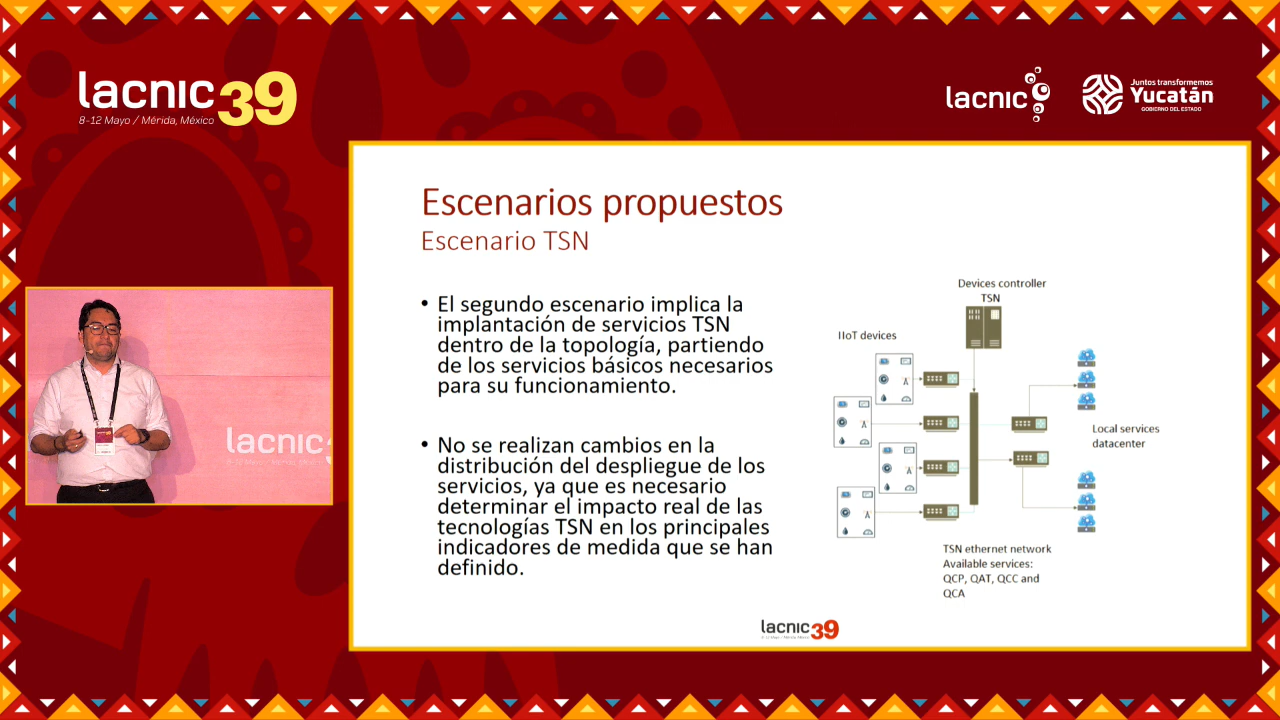 lacnic 39
8-12 Mayo / Mérida, México
lacnic
Juntos transformemos
Yucatán
GOBIERNO DEL ESTADO
Escenarios propuestos
Escenario TSN
• El segundo escenario implica la
implantación de servicios TSN
dentro de la topología, partiendo
de los servicios básicos necesarios
para su funcionamiento.
• No se realizan cambios en la
distribución del despliegue de los
servicios, ya que es necesario
determinar el impacto real de las
tecnologías TSN en los principales
indicadores de medida que se han
definido.
Devices controller
TSN
IIoT devices
Local services
datacenter
TSN ethernet network
Available services:
QCP, QAT, QCC and
QCA
lacnic 39
lacnic